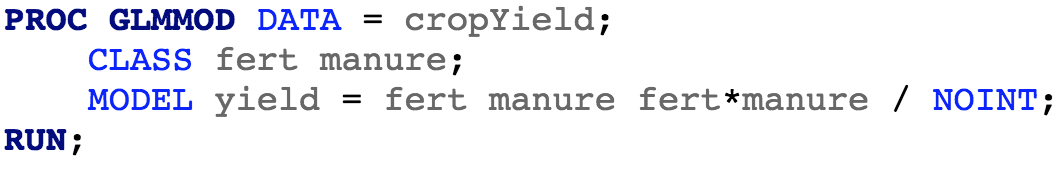 PROC GLMMOD DATA = cropYield;
    CLASS fert manure;
    MODEL yield = fert manure fert*manure / NOINT;
RUN;